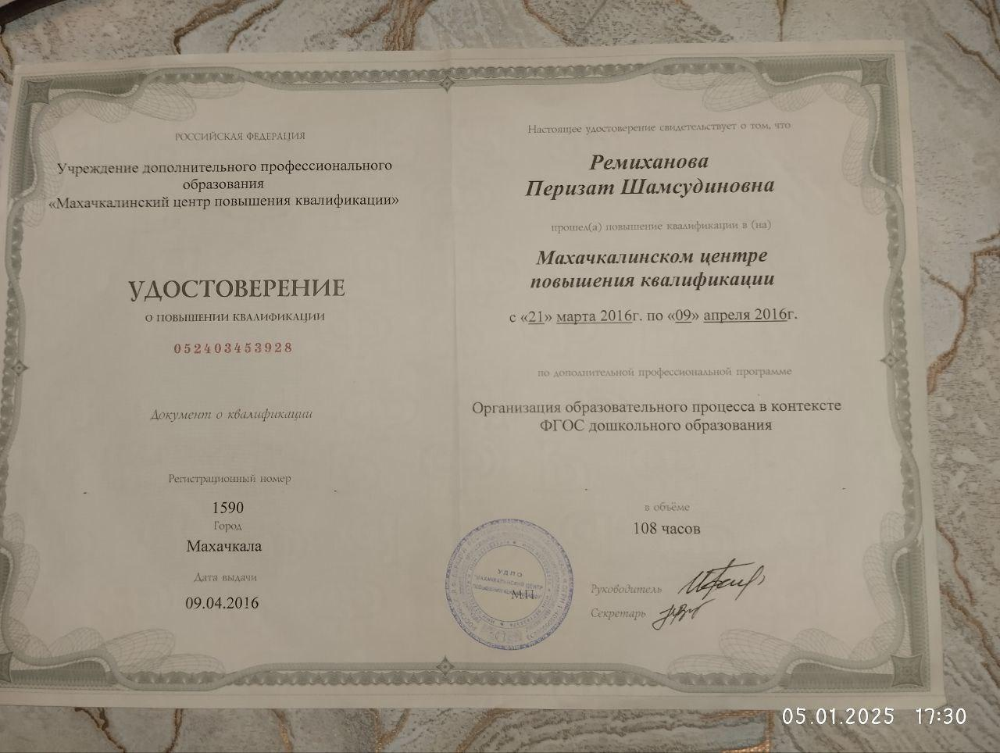 РОССИЙСКАЯ ФЕДЕРАЦИЯ
Учреждение дополнительного профессионального
образования
«Махачкалинский центр повышения квалификации»
УДОСТОВЕРЕНИЕ
О ПОВЫШЕНИИ КВАЛИФИКАЦИИ
052403453928
Документ о квалификации
Регистрационный номер
1590
Город
Махачкала
Дата выдачи
09.04.2016
Настоящее удостоверение свидетельствует о том, что
Ремиханова
Перизат Шамсудиновна
прошел(а) повышение квалификации в (на)
Махачкалинском центре
повышения квалификации
с «21» марта 2016г. по «09» апреля 2016г.
по дополнительной профессиональной программе
Организация образовательного процесса в контексте
ФГОС дошкольного образования
в объёме
108 часов
УДПО
"МАХАЧКАЛИНСКИЙ ЦЕНТР
ПОВЫШЕНИЯ
М.П.
Руководитель
Секретарь
05.01.2025 17:30